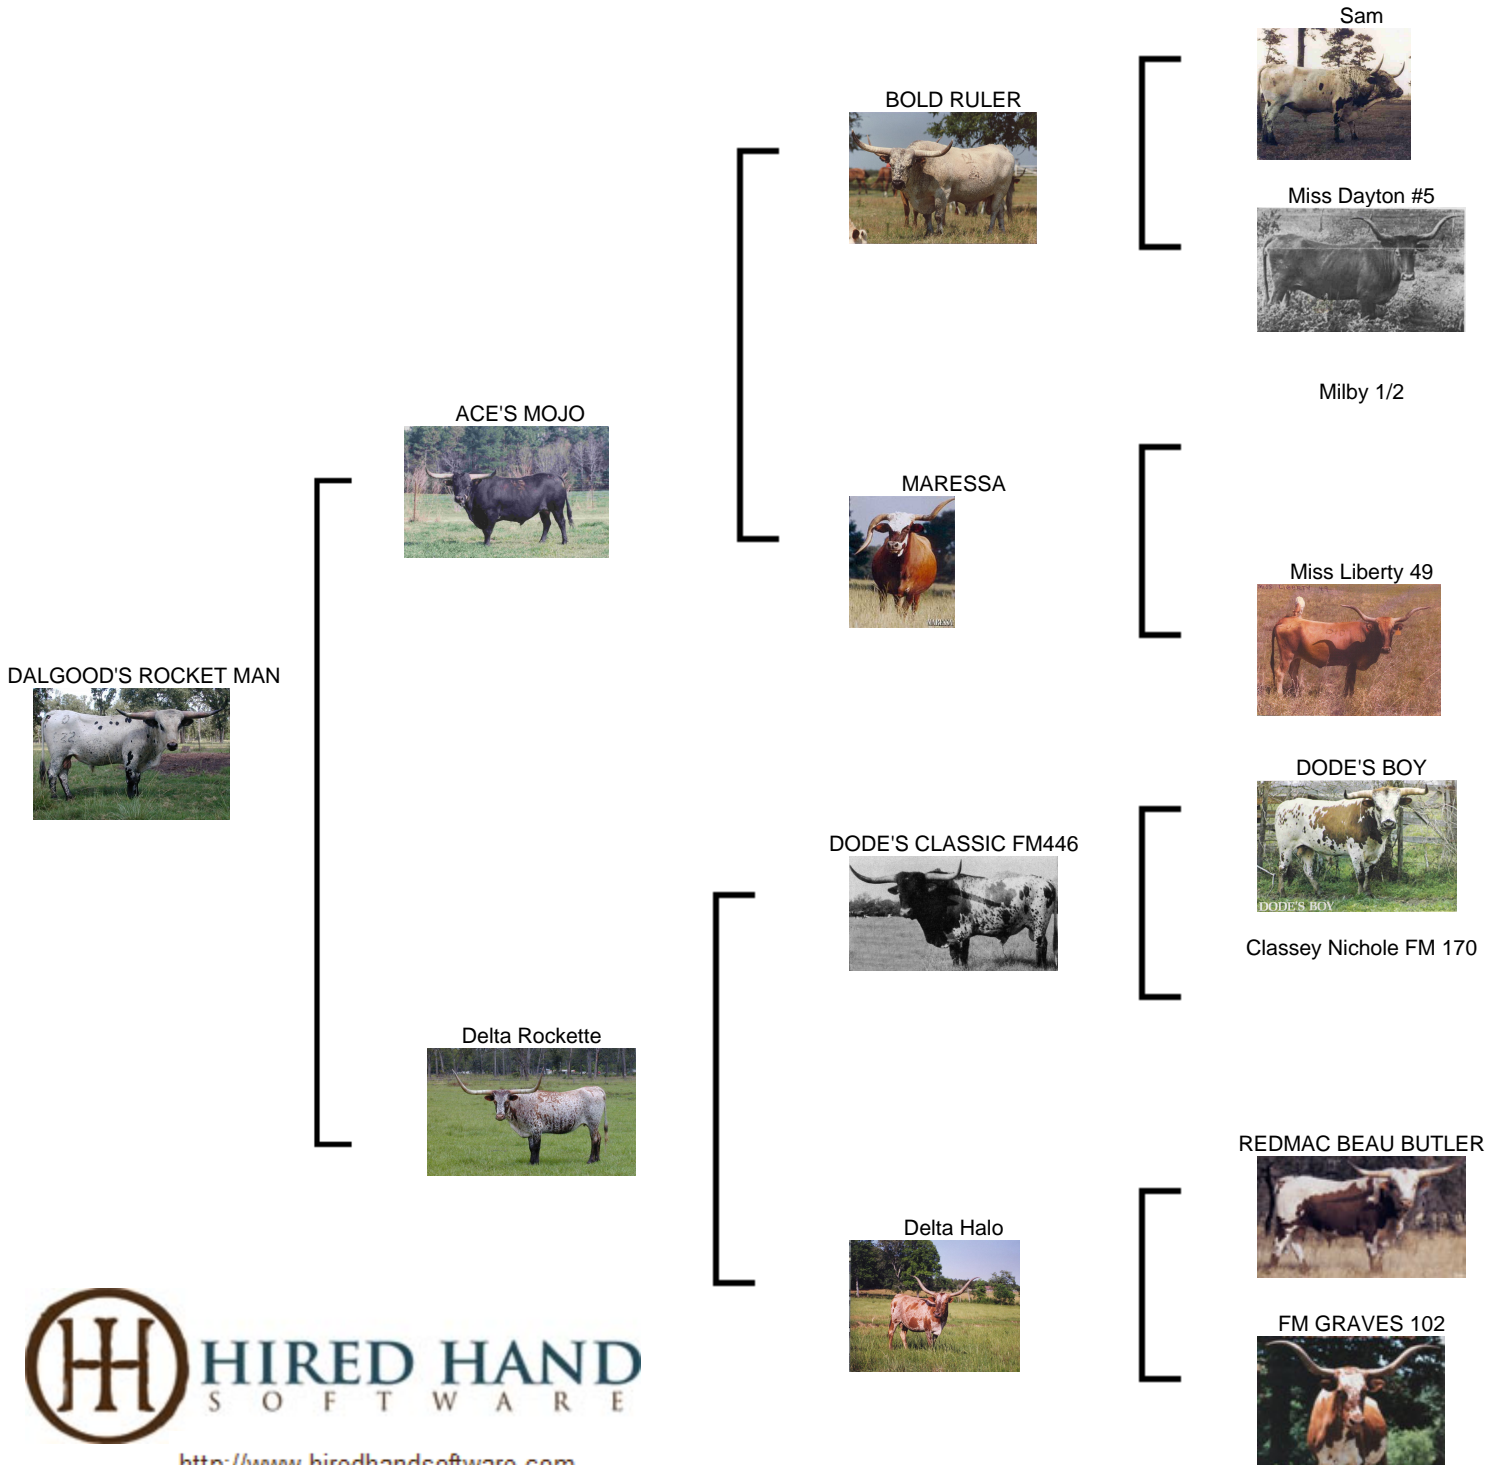 Sam
BOLD RULER
Miss Dayton #5
Milby 1/2
ACE'S MOJO
MARESSA
Miss Liberty 49
DALGOOD'S ROCKET MAN
DODE'S BOY
DODE'S CLASSIC FM446
DODE'S BOY
Classey Nichole FM 170
Delta Rockette
REDMAC BEAU BUTLER
Delta Halo
FM GRAVES 102
HIRED HAND
SOFTWARE
http://www.hiredhandsoftware.com